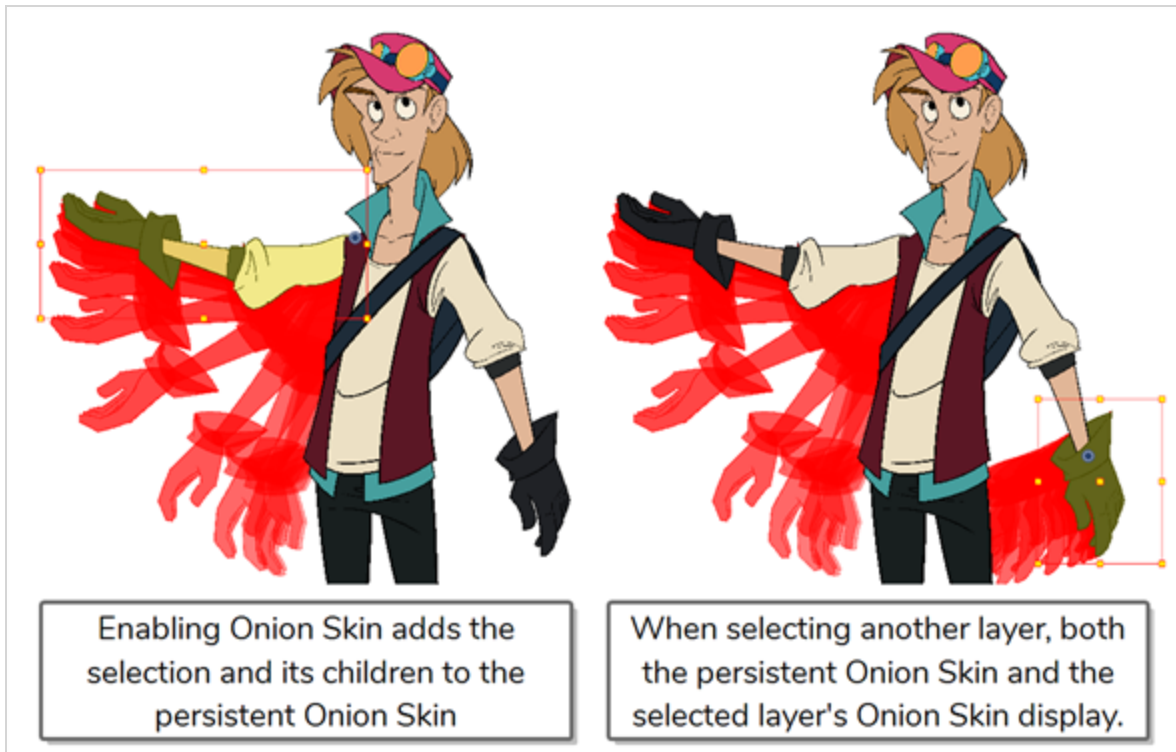 Enabling Onion Skin adds the
selection and its children to the
persistent Onion Skin
When selecting another layer, both
the persistent Onion Skin and the
selected layer's Onion Skin display.